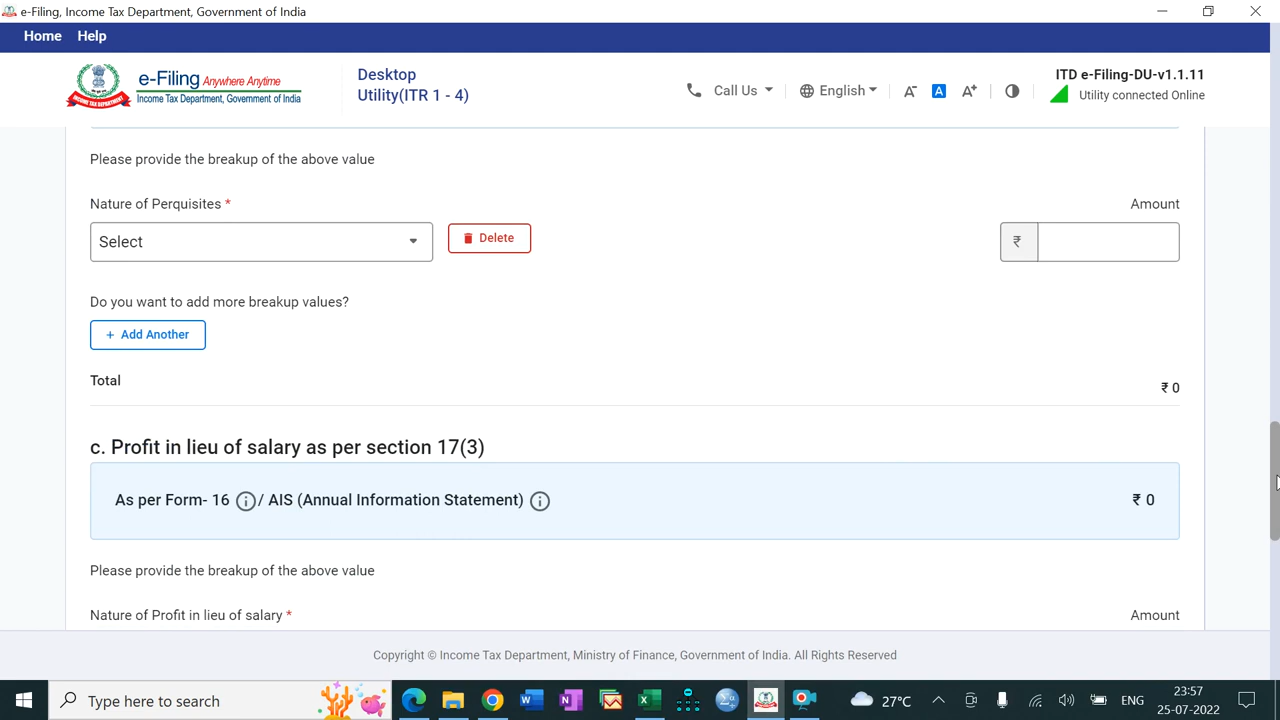 e-Filing, Income Tax Department, Government of India
Home Help
e-Filing Anywhere Anytime
Income Tax Department, Government of India
Desktop
Utility(ITR 1 - 4)
Call Us
English
A-
A
A+
ITD e-Filing-DU-v1.1.11
Utility connected Online
Please provide the breakup of the above value
Nature of Perquisites *
Amount
Select
Delete
₹
Do you want to add more breakup values?
+ Add Another
Total
₹ 0
c. Profit in lieu of salary as per section 17(3)
As per Form- 16 / AIS (Annual Information Statement)
₹ 0
Please provide the breakup of the above value
Nature of Profit in lieu of salary *
Amount
Copyright © Income Tax Department, Ministry of Finance, Government of India. All Rights Reserved
Type here to search
27°C
ENG
23:57
25-07-2022